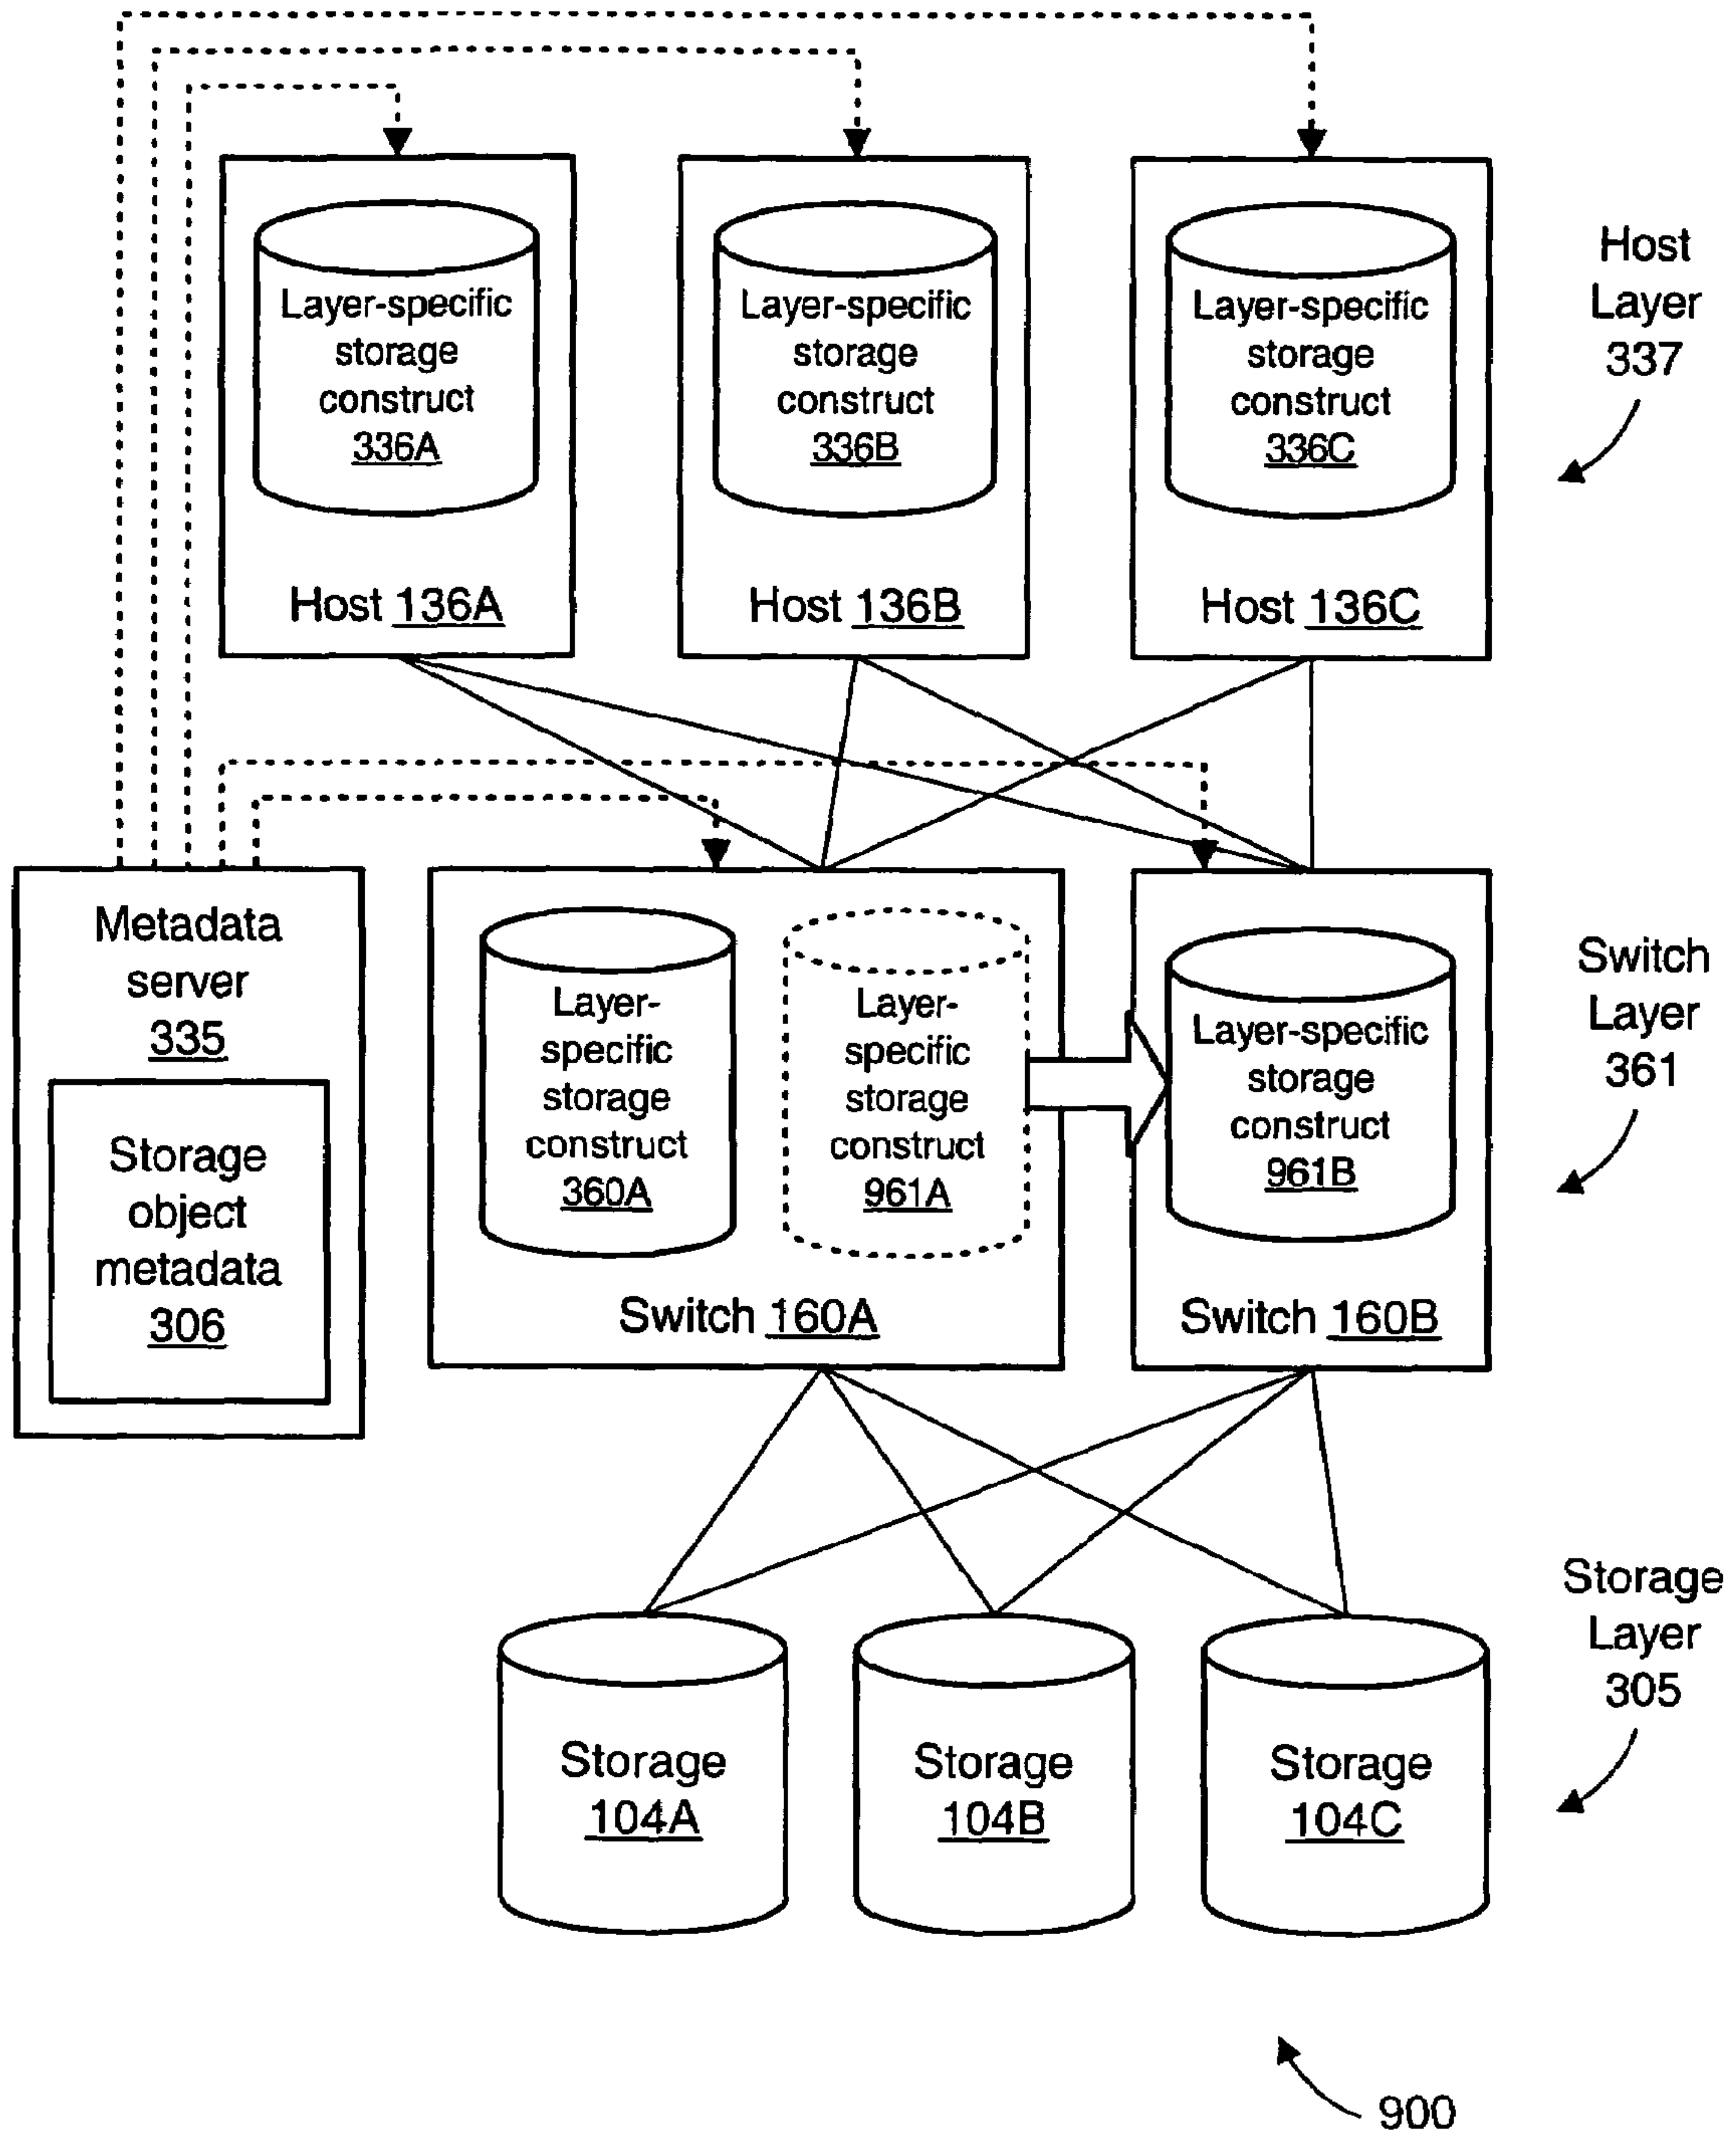 Layer-specific
storage
construct
336A
Host 136A
Layer-specific
storage
construct
336B
Host 136B
Layer-specific
storage
construct
336C
Host 136C
Host
Layer
337
Metadata
server
335
Storage
object
metadata
306
Layer-
specific
storage
construct
360A
Layer-
specific
storage
construct
961A
Switch 160A
Layer-specific
storage
construct
961B
Switch 160B
Switch
Layer
361
Storage
104A
Storage
104B
Storage
104C
Storage
Layer
305
900